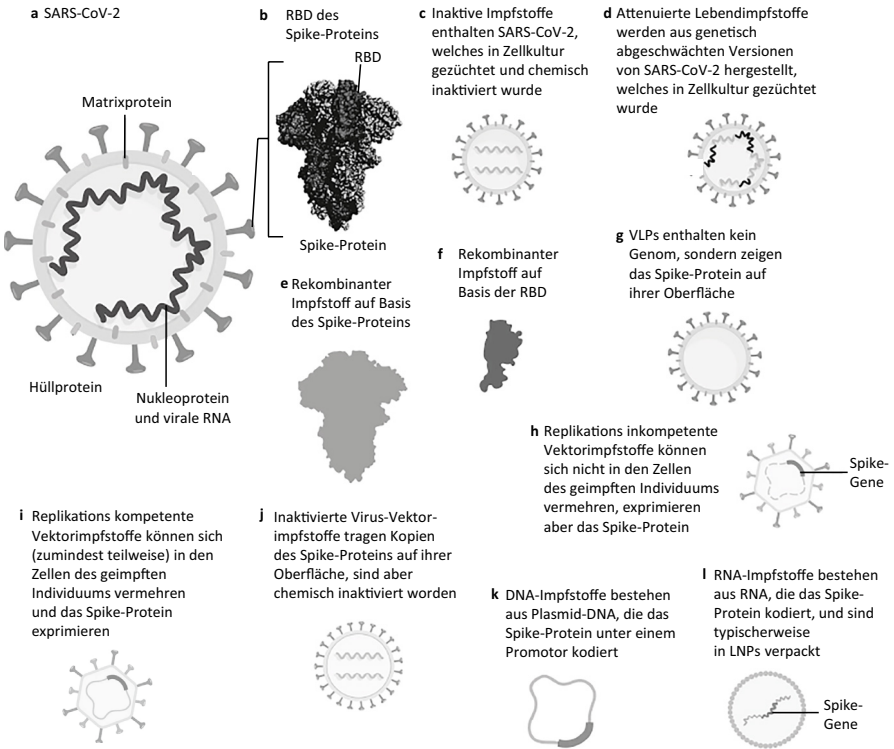 a SARS-CoV-2
Matrixprotein
Hüllprotein
Nukleoprotein
und virale RNA
b RBD des
Spike-Proteins
RBD
Spike-Protein
c Inaktive Impfstoffe
enthalten SARS-CoV-2,
welches in Zellkultur
gezüchtet und chemisch
inaktiviert wurde
d Attenuierte Lebendimpfstoffe
werden aus genetisch
abgeschwächten Versionen
von SARS-CoV-2 hergestellt,
welches in Zellkultur gezüchtet
wurde
e Rekombinanter
Impfstoff auf Basis
des Spike-Proteins
f Rekombinanter
Impfstoff auf
Basis der RBD
g VLPs enthalten kein
Genom, sondern zeigen
das Spike-Protein auf
ihrer Oberfläche
h Replikations inkompetente
Vektorimpfstoffe können
sich nicht in den Zellen
des geimpften Individuums
vermehren, exprimieren
aber das Spike-Protein
Spike-
Gene
i Replikations kompetente
Vektorimpfstoffe können sich
(zumindest teilweise) in den
Zellen des geimpften
Individuums vermehren
und das Spike-Protein
exprimieren
j Inaktivierte Virus-Vektor-
impfstoffe tragen Kopien
des Spike-Proteins auf ihrer
Oberfläche, sind aber
chemisch inaktiviert worden
k DNA-Impfstoffe bestehen
aus Plasmid-DNA, die das
Spike-Protein unter einem
Promotor kodiert
l RNA-Impfstoffe bestehen
aus RNA, die das Spike-
Protein kodiert, und sind
typischerweise
in LNPs verpackt
Spike-
Gene